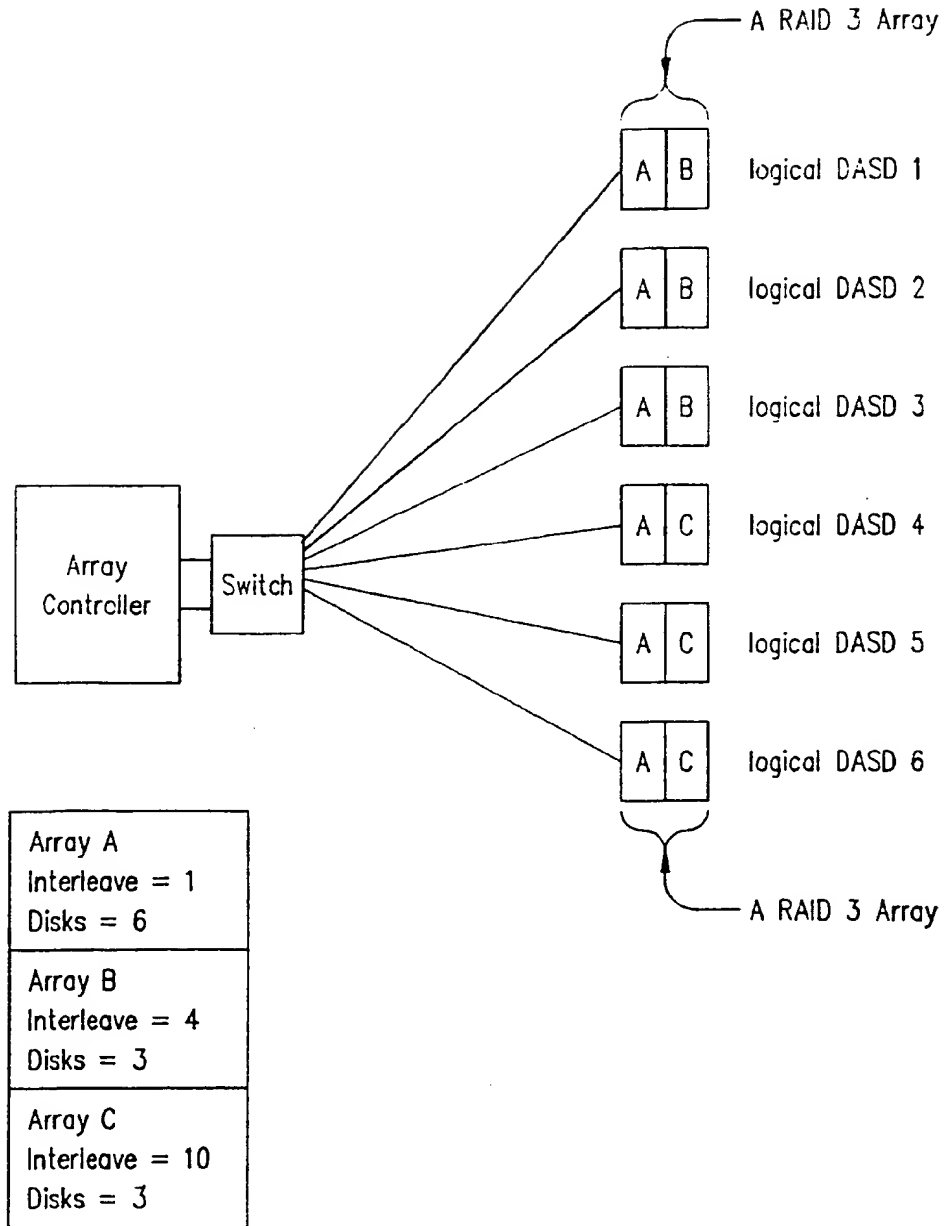 A RAID 3 Array
A B logical DASD 1
A B logical DASD 2
A B logical DASD 3
Array
Controller
Switch
A C logical DASD 4
A C logical DASD 5
A C logical DASD 6
A RAID 3 Array
Array A
Interleave = 1
Disks = 6
Array B
Interleave = 4
Disks = 3
Array C
Interleave = 10
Disks = 3